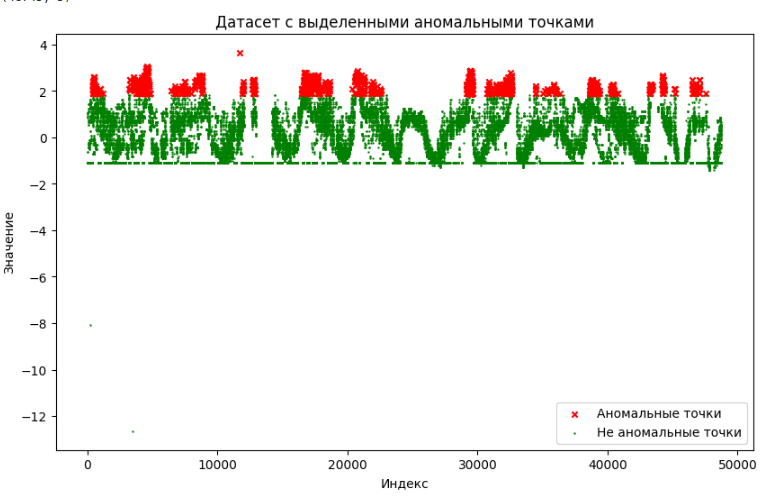 Датасет с выделенными аномальными точками
4
2
0
−2
−4
−6
−8
−10
−12
Значение
Аномальные точки
Не аномальные точки
0 10000 20000 30000 40000 50000
Индекс